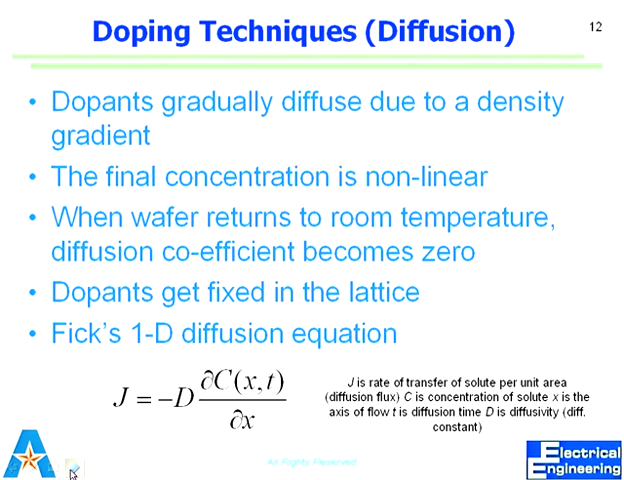 Doping Techniques (Diffusion)
12
• Dopants gradually diffuse due to a density
gradient
• The final concentration is non-linear
• When wafer returns to room temperature,
diffusion co-efficient becomes zero
• Dopants get fixed in the lattice
• Fick's 1-D diffusion equation
J = −D ∂C(x,t)/∂x
J is rate of transfer of solute per unit area
(diffusion flux) C is concentration of solute x is the
axis of flow t is diffusion time D is diffusivity (diff.
constant)
All Rights Reserved
Electrical
Engineering